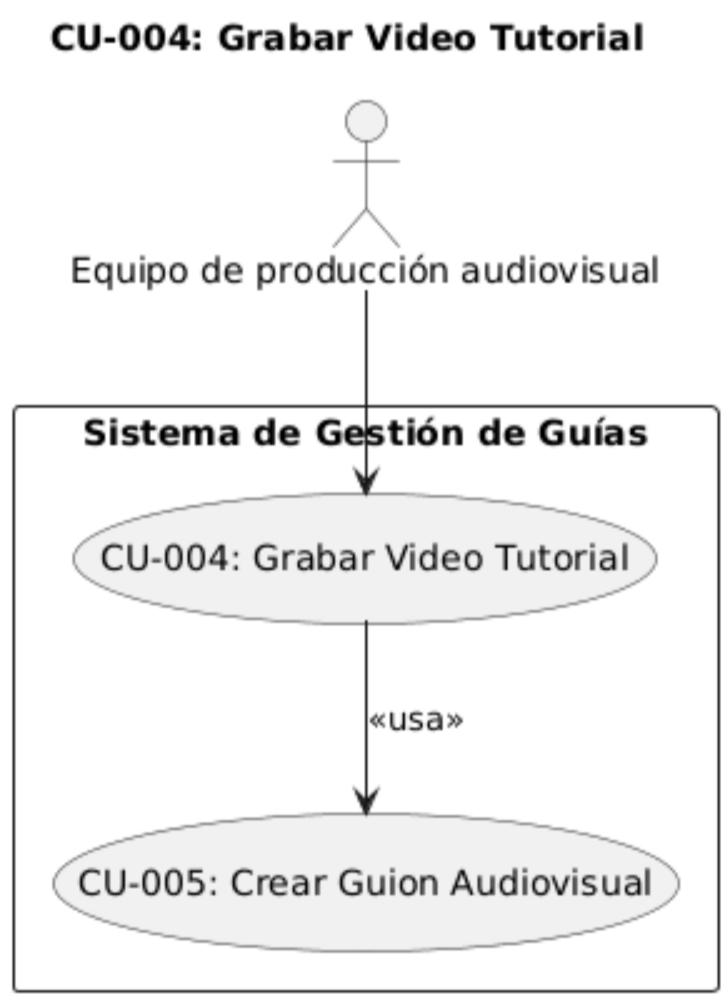 CU-004: Grabar Video Tutorial
Equipo de producción audiovisual
Sistema de Gestión de Guías
CU-004: Grabar Video Tutorial
«usa»
CU-005: Crear Guion Audiovisual